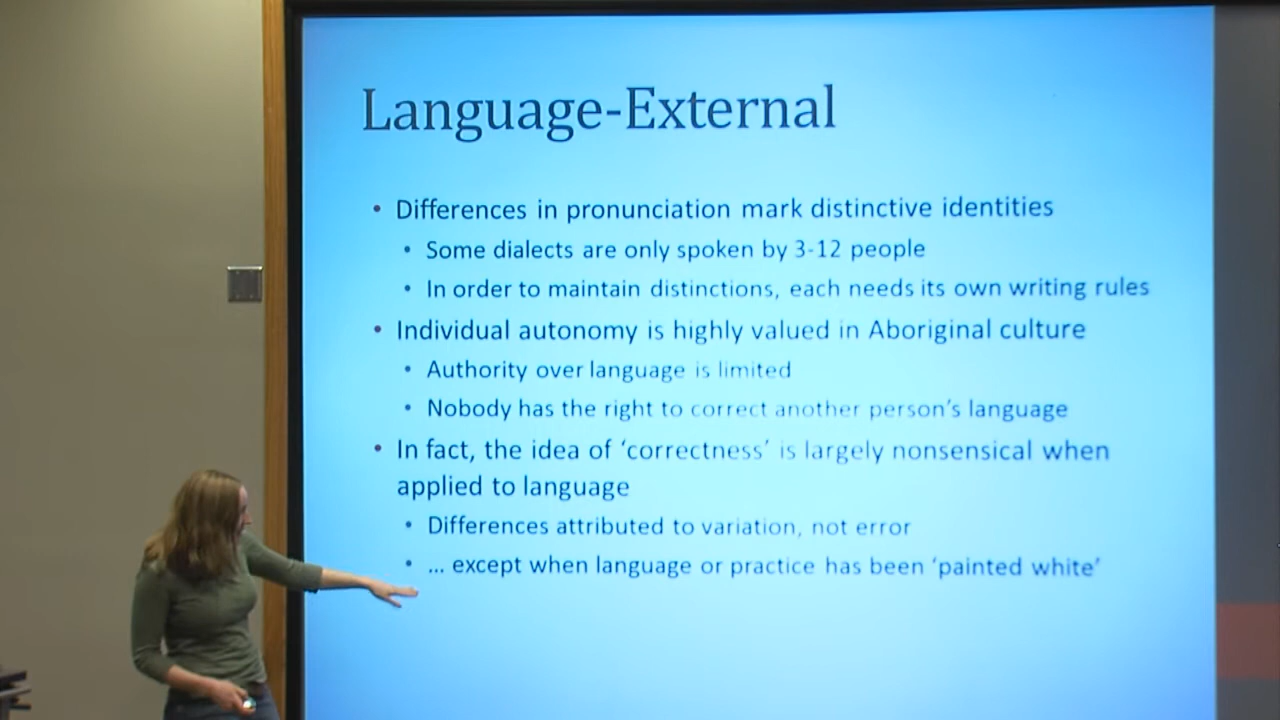 Language-External
• Differences in pronunciation mark distinctive identities
• Some dialects are only spoken by 3-12 people
• In order to maintain distinctions, each needs its own writing rules
• Individual autonomy is highly valued in Aboriginal culture
• Authority over language is limited
• Nobody has the right to correct another person’s language
• In fact, the idea of ‘correctness’ is largely nonsensical when
applied to language
• Differences attributed to variation, not error
• ... except when language or practice has been ‘painted white’